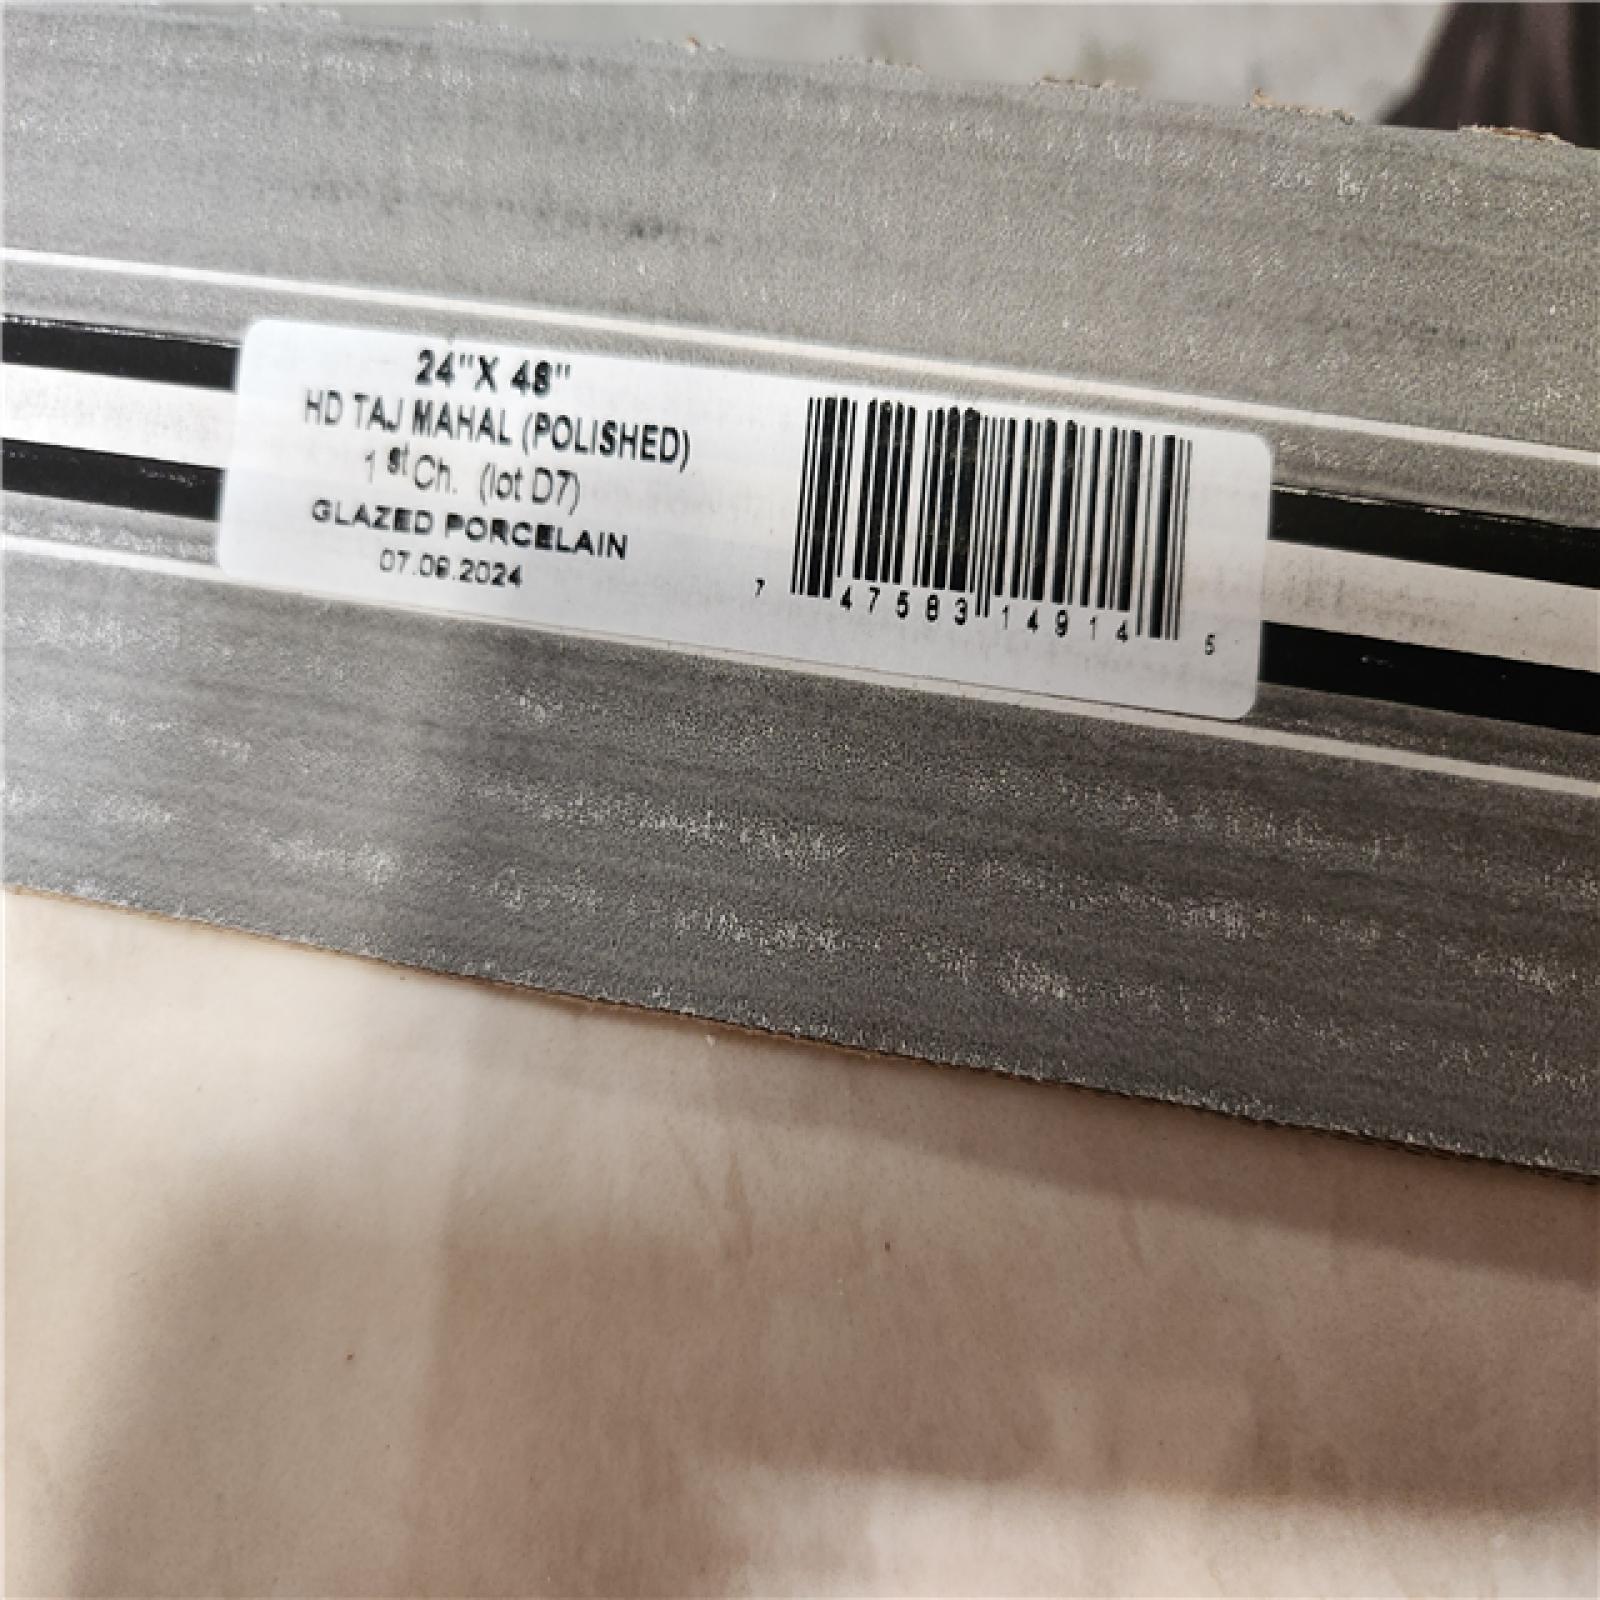 24"X 48"
HD TAJ MAHAL (POLISHED)
1 st Ch. (lot D7)
GLAZED PORCELAIN
07.08.2024
7 47583 14914 5